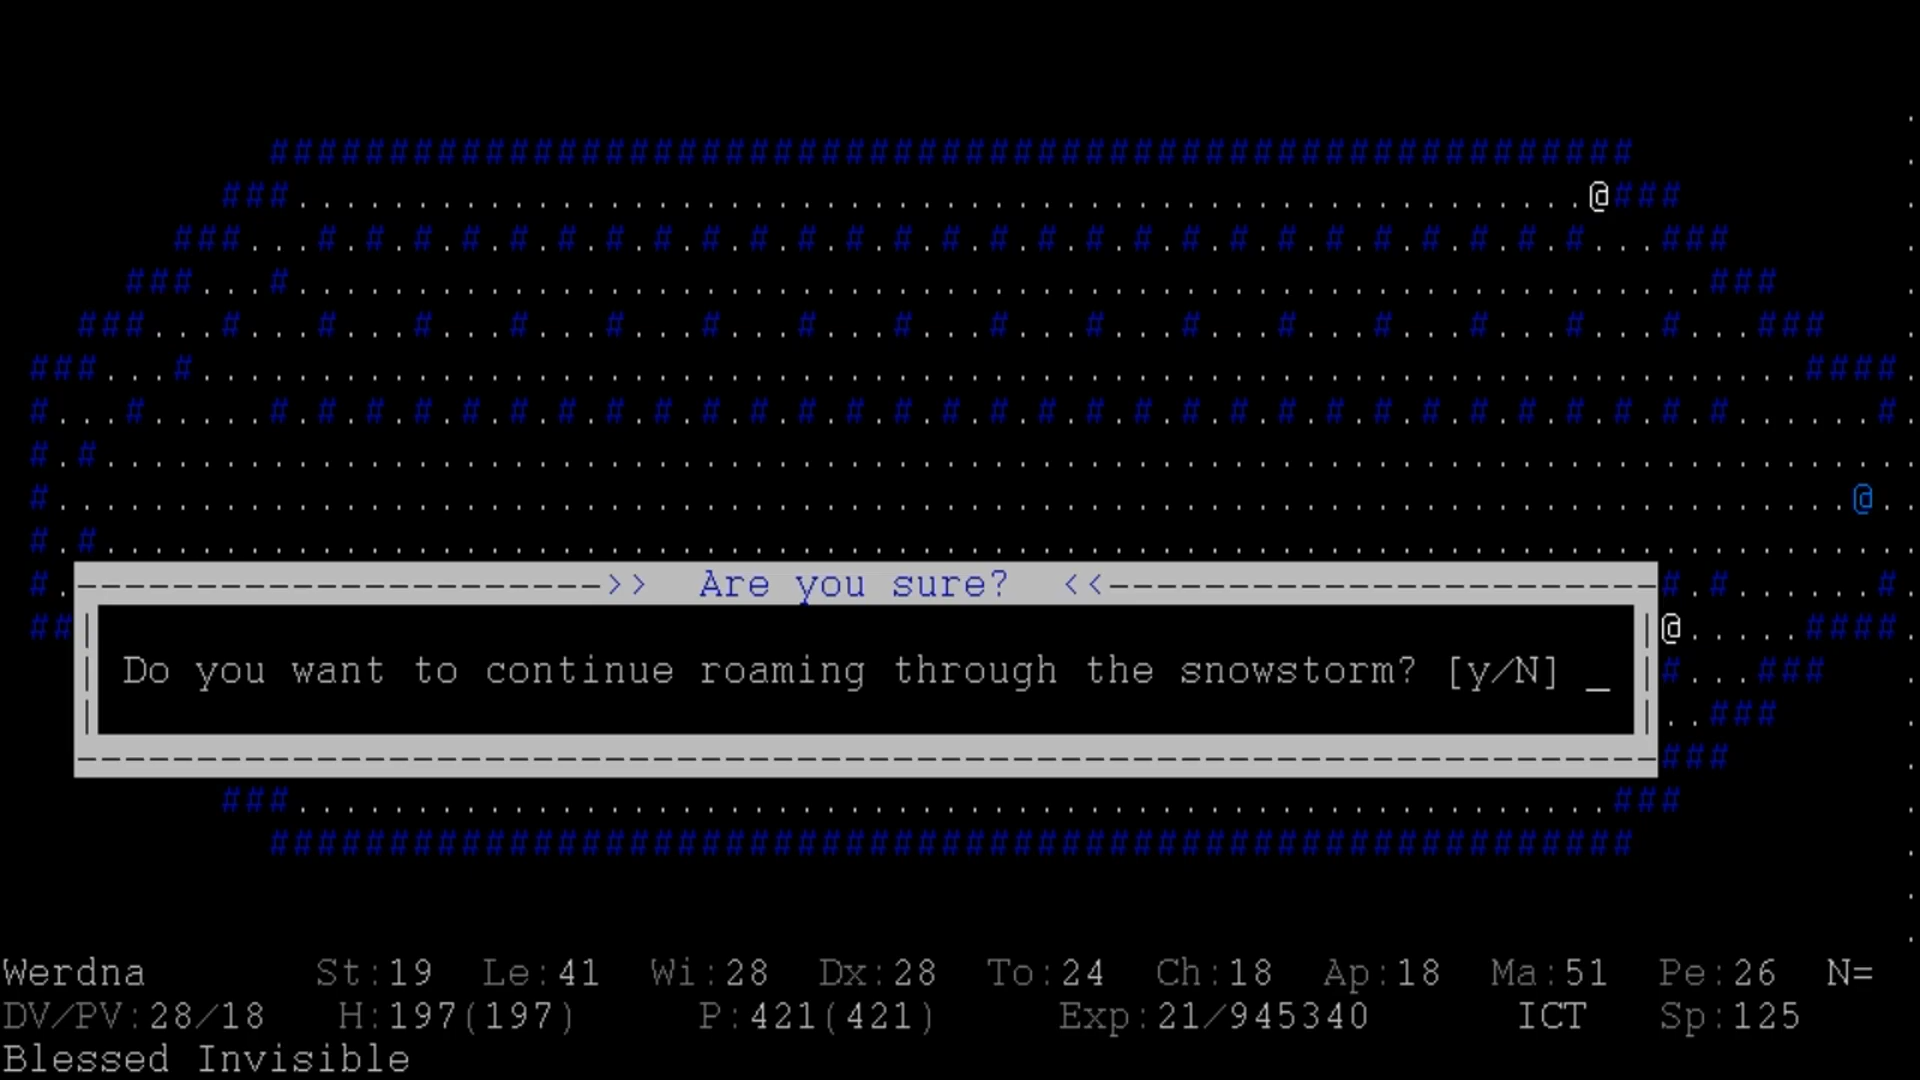 >> Are you sure? <<
Do you want to continue roaming through the snowstorm? [y/N] _
Werdna St:19 Le:41 Wi:28 Dx:28 To:24 Ch:18 Ap:18 Ma:51 Pe:26 N=
DV/PV:28/18 H:197(197) P:421(421) Exp:21/945340 ICT Sp:125
Blessed Invisible